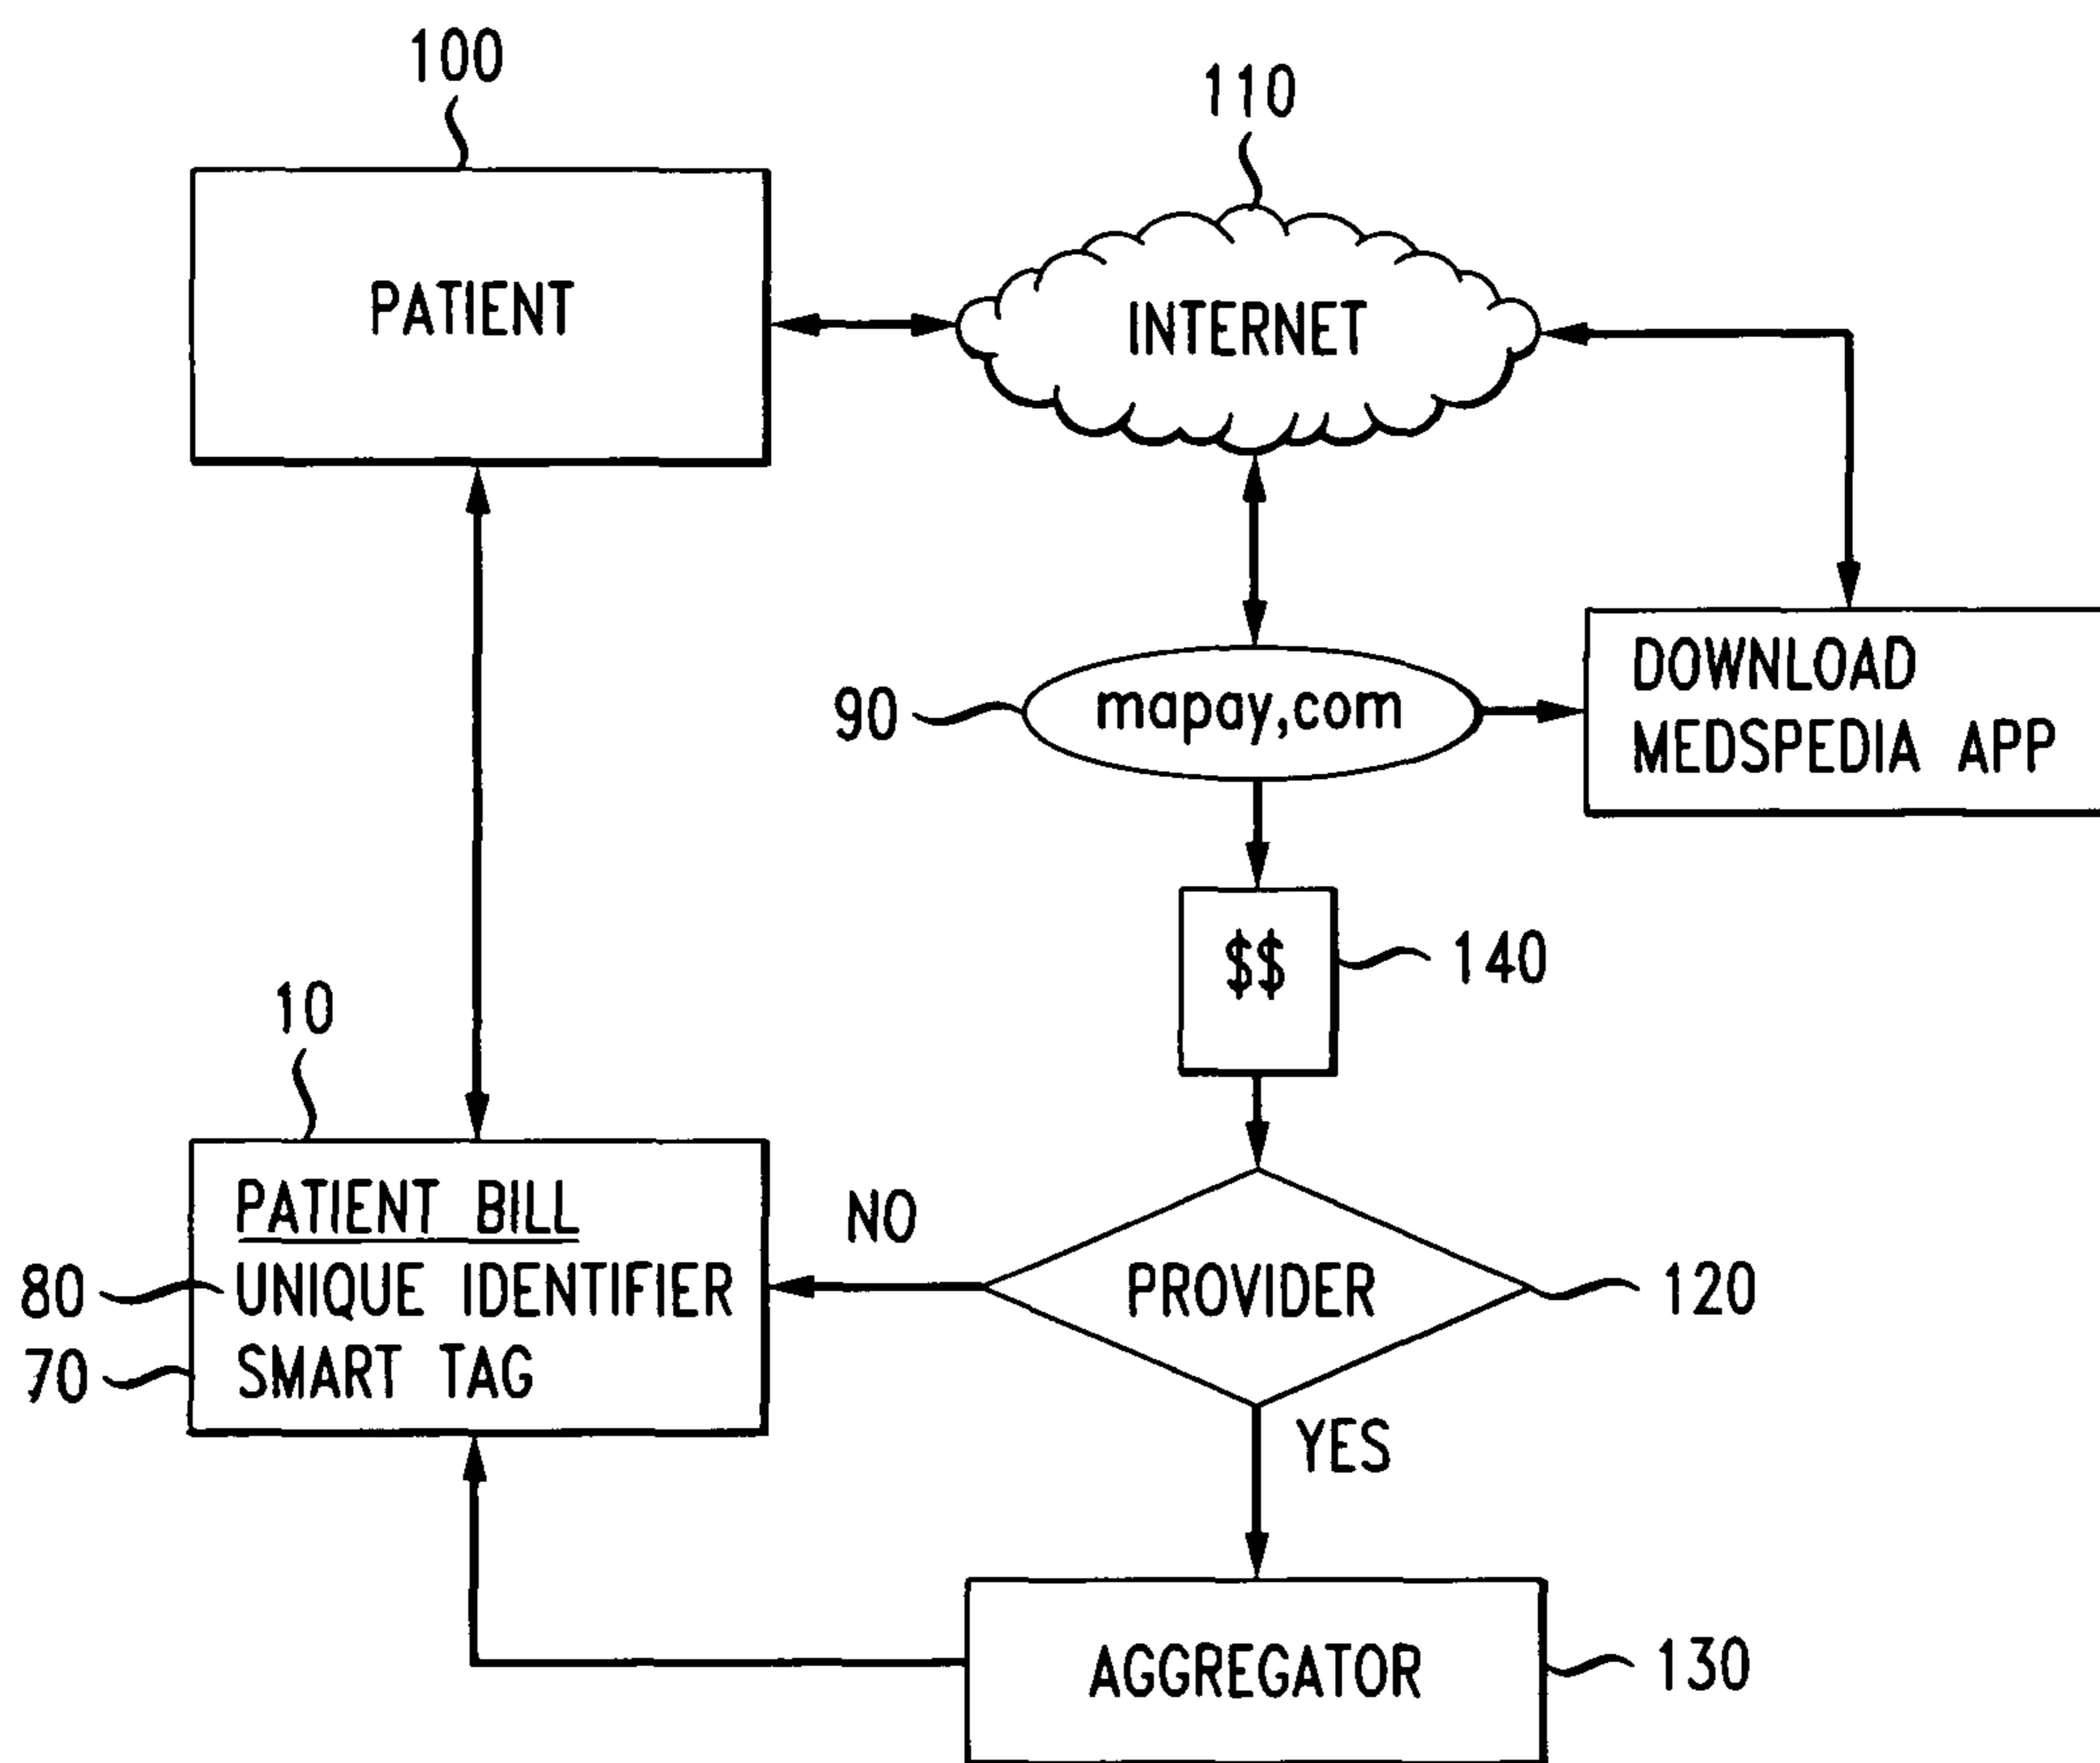 100
110
PATIENT
INTERNET
DOWNLOAD
MEDSPEDIA APP
90
mapay,com
$$
140
10
PATIENT BILL
NO
80
UNIQUE IDENTIFIER
PROVIDER
120
70
SMART TAG
YES
AGGREGATOR
130